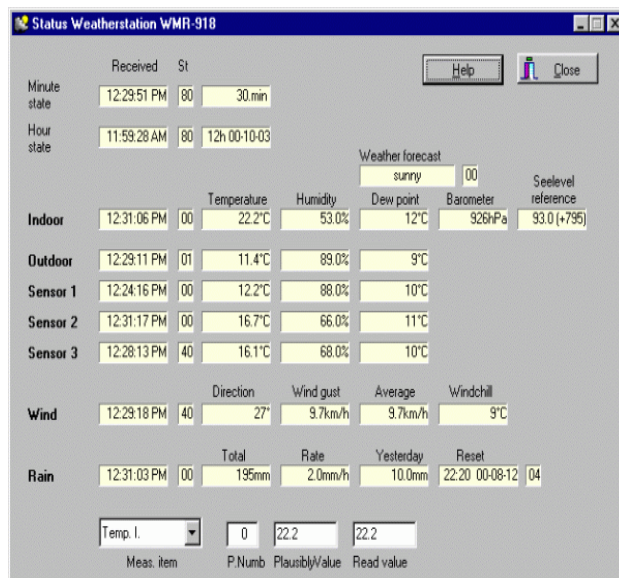 Status Weatherstation WMR-918
Received St
Help Close
Minute state 12:29:51 PM 80 30.min
Hour state 11:59:28 AM 80 12h 00-10-03
Weather forecast
sunny 00
Temperature Humidity Dew point Barometer Seelevel reference
Indoor 12:31:06 PM 00 22.2°C 53.0% 12°C 926hPa 93.0 (+795)
Outdoor 12:29:11 PM 01 11.4°C 89.0% 9°C
Sensor 1 12:24:16 PM 00 12.2°C 88.0% 10°C
Sensor 2 12:31:17 PM 00 16.7°C 66.0% 11°C
Sensor 3 12:28:13 PM 40 16.1°C 68.0% 10°C
Direction Wind gust Average Windchill
Wind 12:29:18 PM 40 27° 9.7km/h 9.7km/h 9°C
Total Rate Yesterday Reset
Rain 12:31:03 PM 00 195mm 2.0mm/h 10.0mm 22:20 00-08-12 04
Temp. I. 0 22.2 22.2
Meas. item P.Numb PlausiblyValue Read value